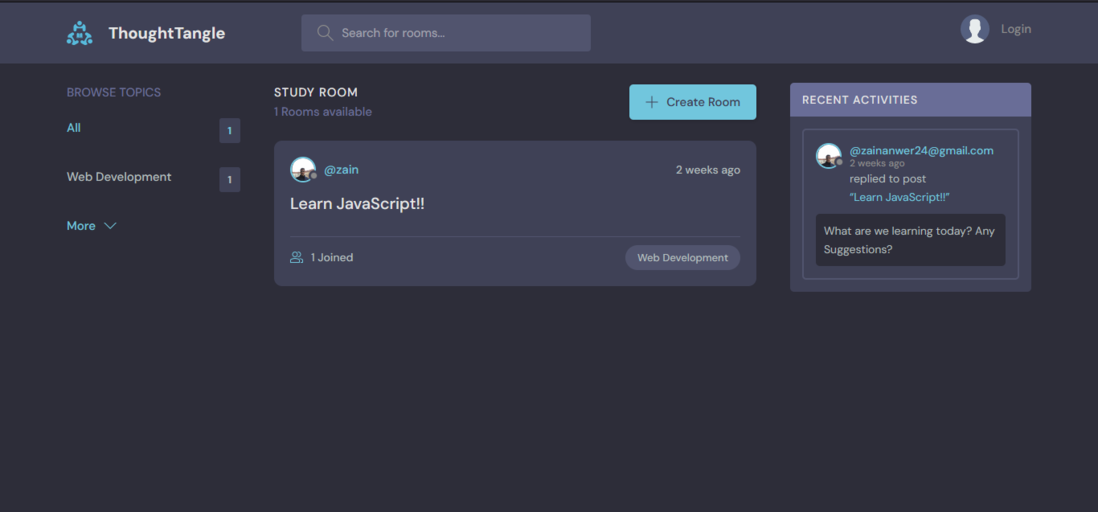 ThoughtTangle
Search for rooms...
Login
BROWSE TOPICS
All
1
Web Development
1
More
STUDY ROOM
1 Rooms available
Create Room
@zain
2 weeks ago
Learn JavaScript!!
1 Joined
Web Development
RECENT ACTIVITIES
@zainanwer24@gmail.com
2 weeks ago
replied to post
“Learn JavaScript!!”
What are we learning today? Any
Suggestions?